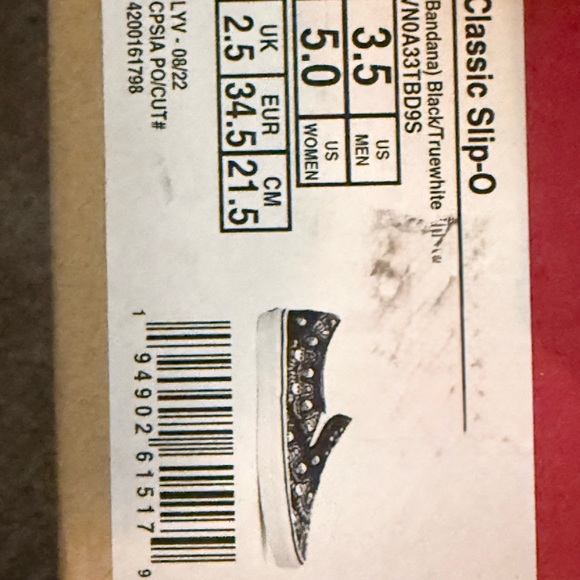 Classic Slip-O
(Bandana) Black/Truewhite
VN0A33TBD9S
3.5 US MEN
5.0 US WOMEN
UK EUR CM
2.5 34.5 21.5
LYV - 08/22
CPSIA PO/CUT#
4200161798
1 94902 61517 9